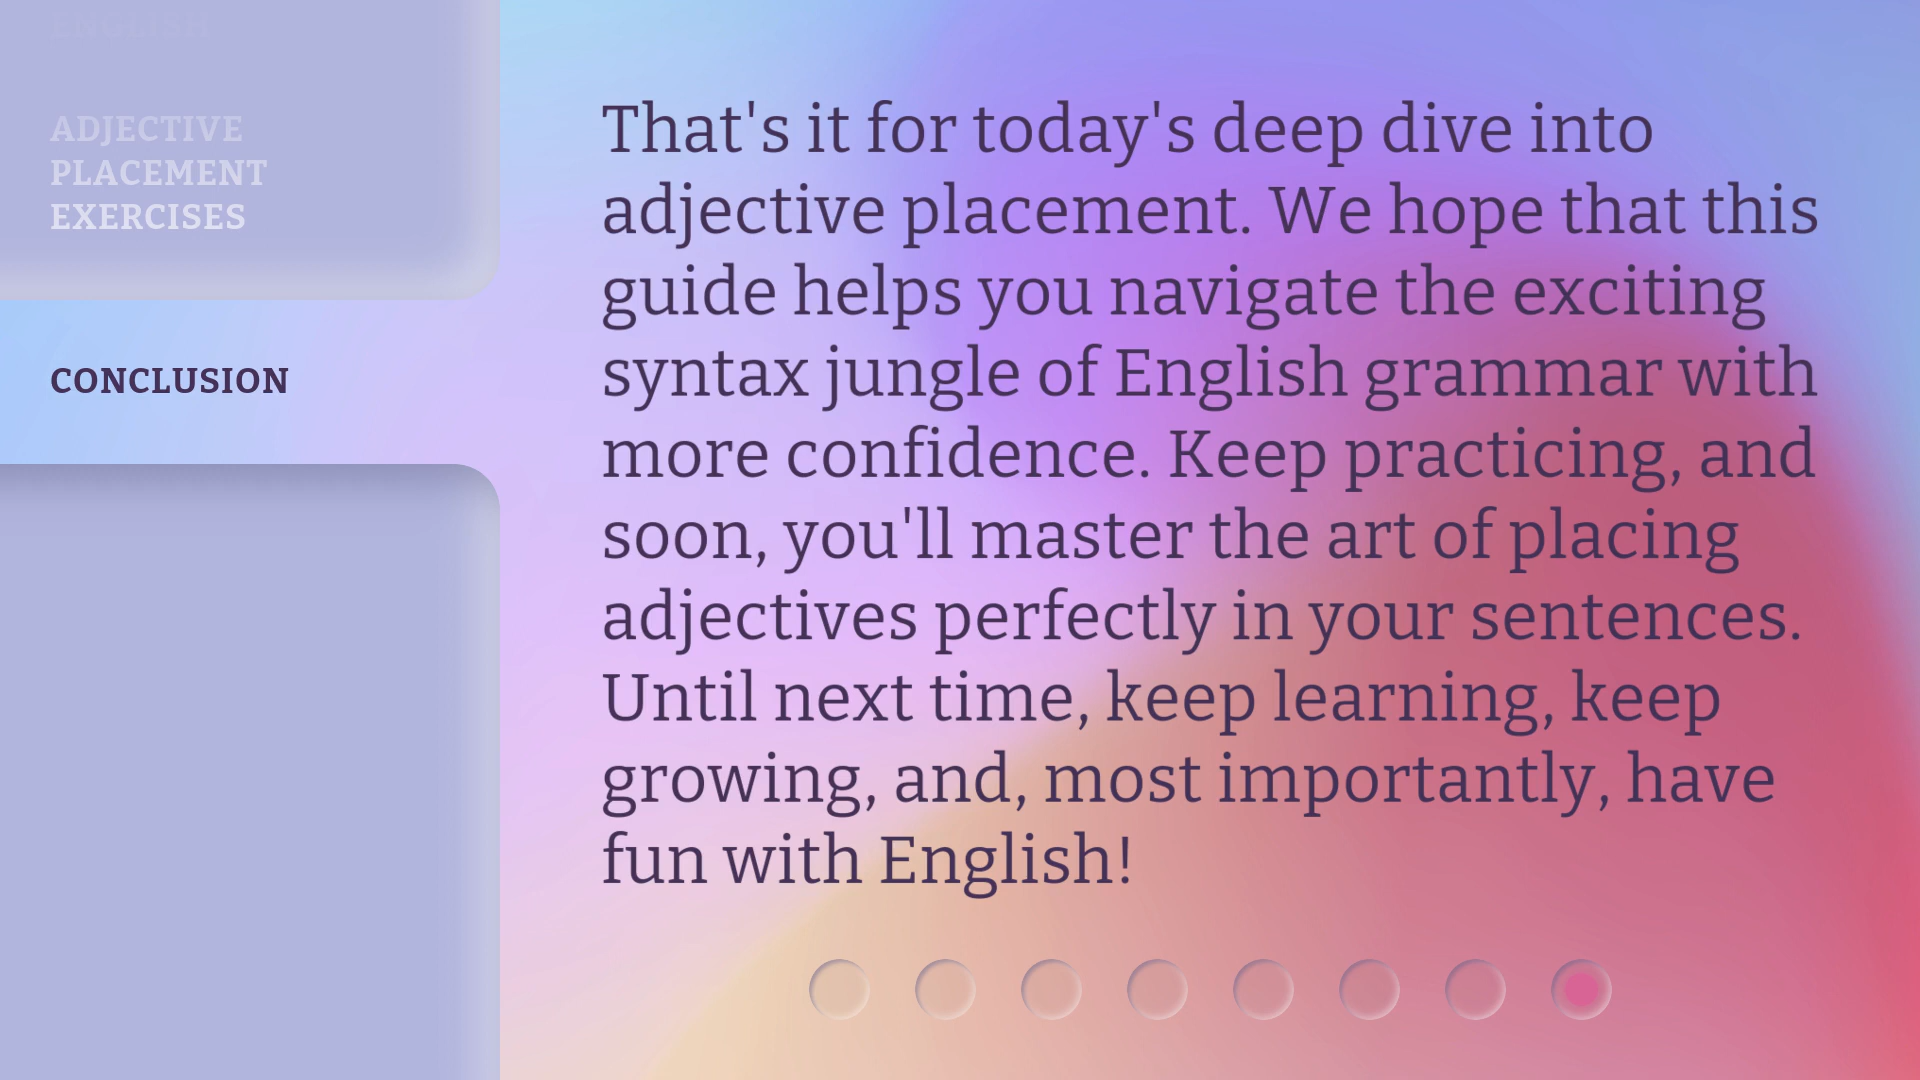 ENGLISH
ADJECTIVE
PLACEMENT
EXERCISES
CONCLUSION
That's it for today's deep dive into
adjective placement. We hope that this
guide helps you navigate the exciting
syntax jungle of English grammar with
more confidence. Keep practicing, and
soon, you'll master the art of placing
adjectives perfectly in your sentences.
Until next time, keep learning, keep
growing, and, most importantly, have
fun with English!